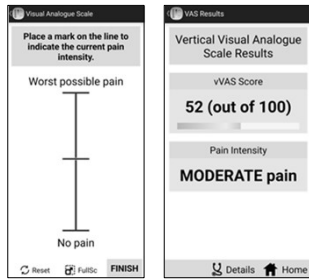 Visual Analogue Scale
Place a mark on the line to
indicate the current pain
intensity.
Worst possible pain
No pain
Reset
FullSc
FINISH
VAS Results
Vertical Visual Analogue
Scale Results
vVAS Score
52 (out of 100)
Pain Intensity
MODERATE pain
Details
Home